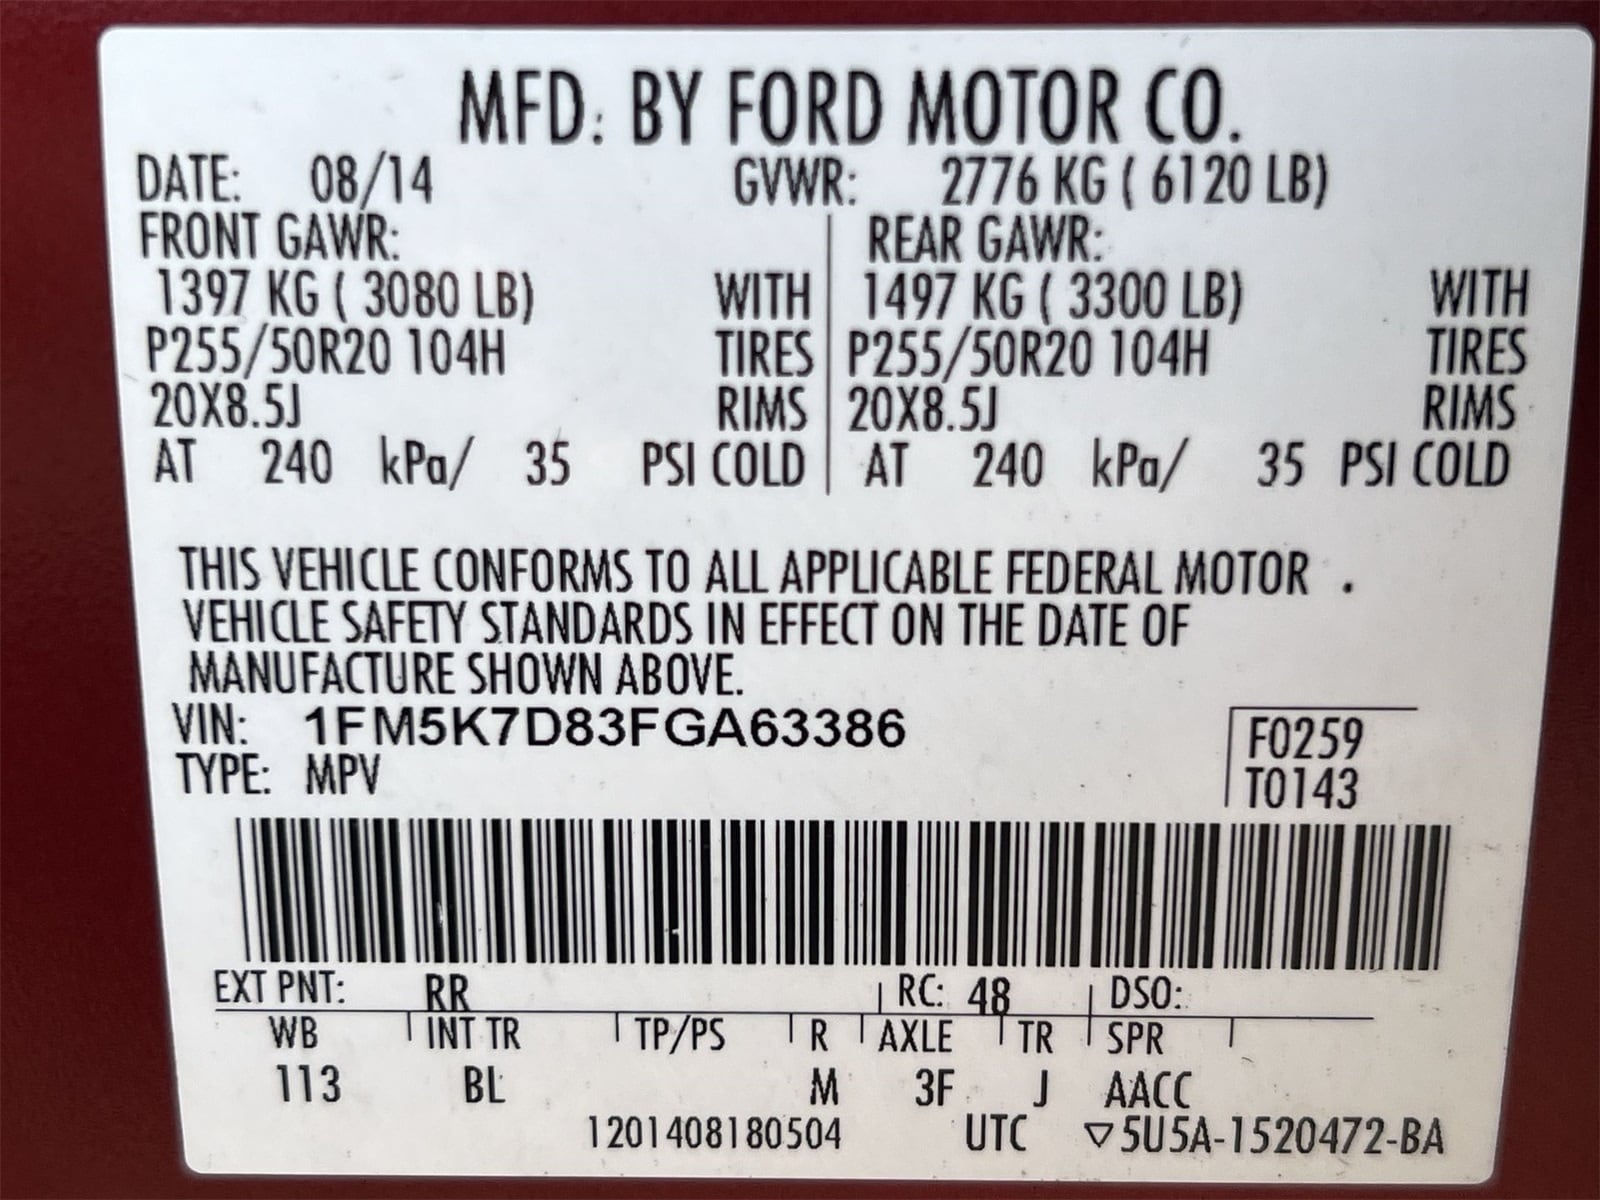 MFD. BY FORD MOTOR CO.
DATE: 08/14 GVWR: 2776 KG ( 6120 LB)
FRONT GAWR: REAR GAWR:
1397 KG ( 3080 LB) WITH 1497 KG ( 3300 LB) WITH
P255/50R20 104H TIRES P255/50R20 104H TIRES
20X8.5J RIMS 20X8.5J RIMS
AT 240 kPa/ 35 PSI COLD AT 240 kPa/ 35 PSI COLD
THIS VEHICLE CONFORMS TO ALL APPLICABLE FEDERAL MOTOR
VEHICLE SAFETY STANDARDS IN EFFECT ON THE DATE OF
MANUFACTURE SHOWN ABOVE.
VIN: 1FM5K7D83FGA63386 F0259
TYPE: MPV T0143
EXT PNT: RR RC: 48 DSO:
WB INT TR TP/PS R AXLE TR SPR
113 BL M 3F J AACC
1201408180504 UTC ▽5U5A-1520472-BA